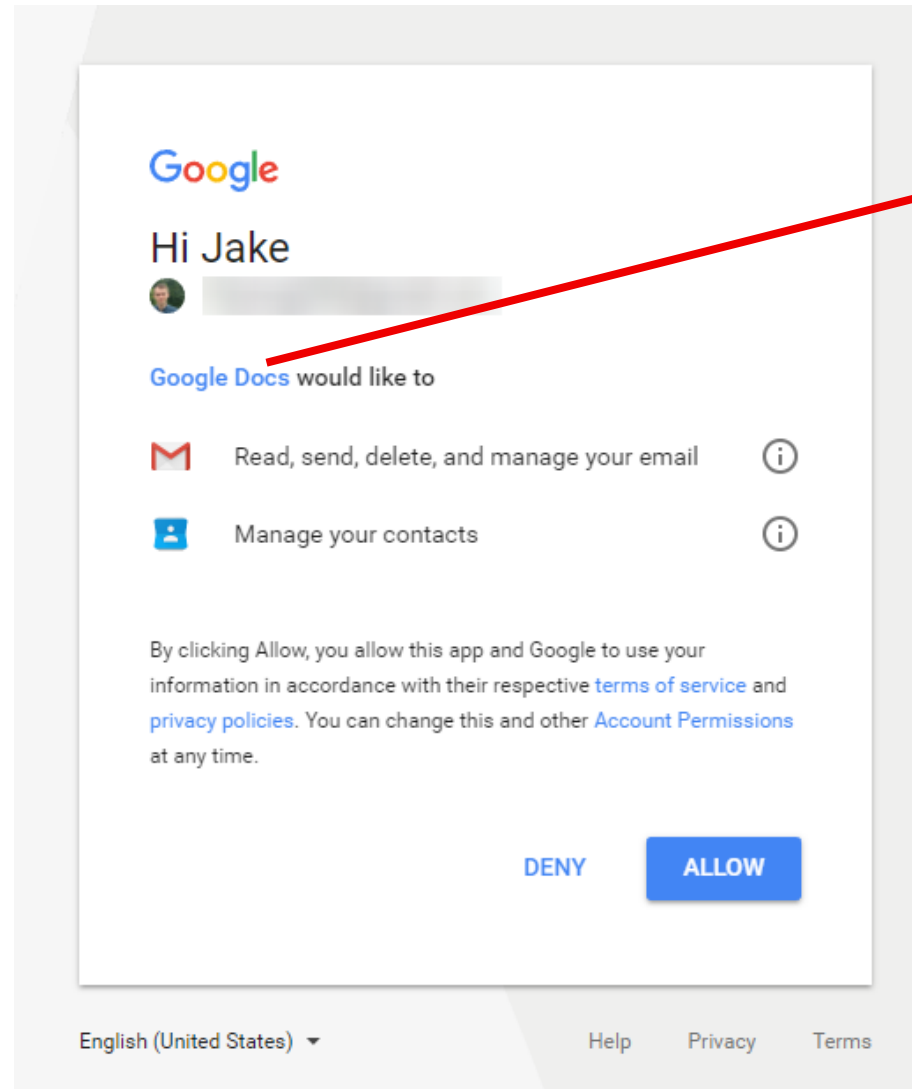 Google
Hi Jake
Google Docs would like to
Read, send, delete, and manage your email
Manage your contacts
By clicking Allow, you allow this app and Google to use your
information in accordance with their respective terms of service and
privacy policies. You can change this and other Account Permissions
at any time.
DENY ALLOW
English (United States) Help Privacy Terms